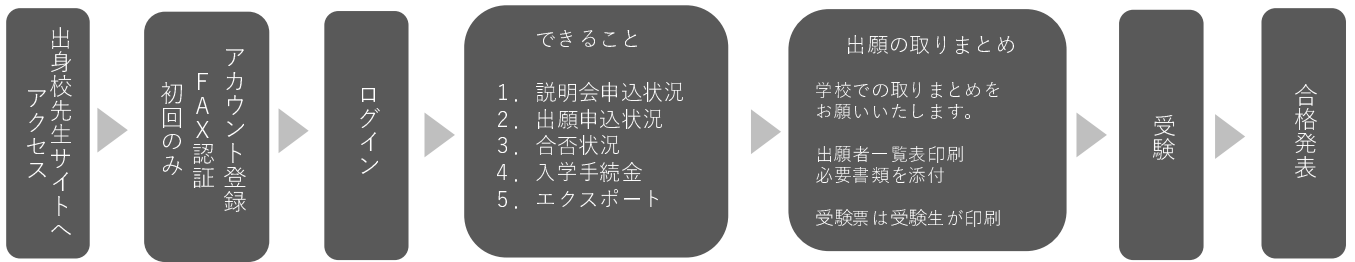 出身校先生サイトへ
アクセス
アカウント登録
ＦＡＸ認証
初回のみ
ログイン
できること
１．説明会申込状況
２．出願申込状況
３．合否状況
４．入学手続金
５．エクスポート
出願の取りまとめ
学校での取りまとめを
お願いいたします。
出願者一覧表印刷
必要書類を添付
受験票は受験生が印刷
受験
合格発表